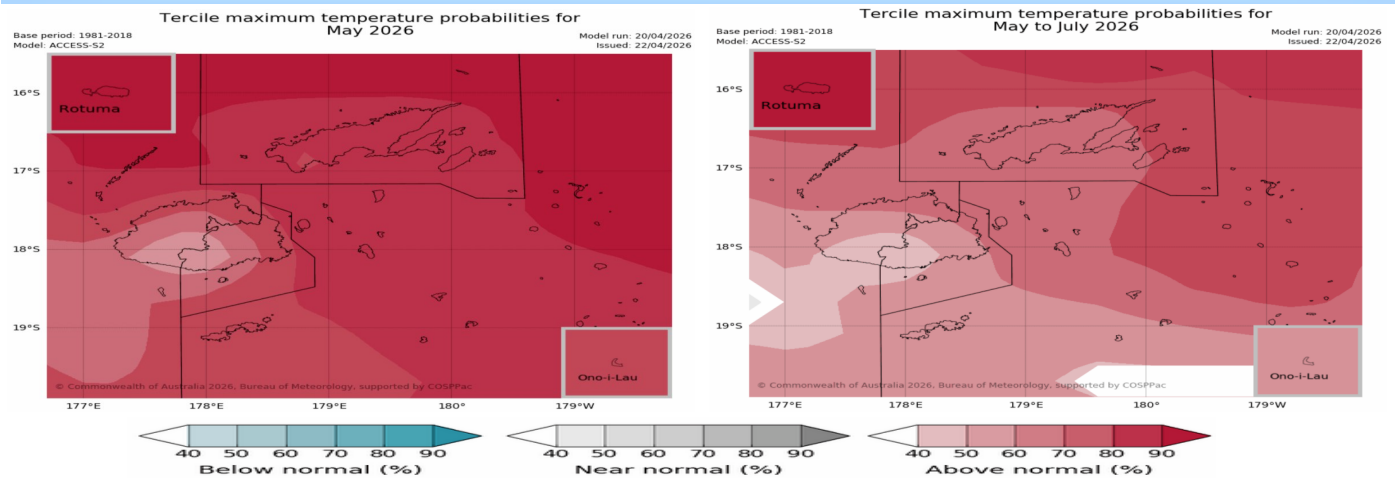 Tercile maximum temperature probabilities for
May 2026
Base period: 1981-2018
Model: ACCESS-S2
Model run: 20/04/2026
Issued: 22/04/2026
Rotuma
16°S
17°S
18°S
19°S
Ono-i-Lau
© Commonwealth of Australia 2026, Bureau of Meteorology, supported by COSPPac
177°E 178°E 179°E 180° 179°W
Tercile maximum temperature probabilities for
May to July 2026
Base period: 1981-2018
Model: ACCESS-S2
Model run: 20/04/2026
Issued: 22/04/2026
Rotuma
16°S
17°S
18°S
19°S
Ono-i-Lau
© Commonwealth of Australia 2026, Bureau of Meteorology, supported by COSPPac
177°E 178°E 179°E 180° 179°W
40 50 60 70 80 90
Below normal (%)
40 50 60 70 80 90
Near normal (%)
40 50 60 70 80 90
Above normal (%)